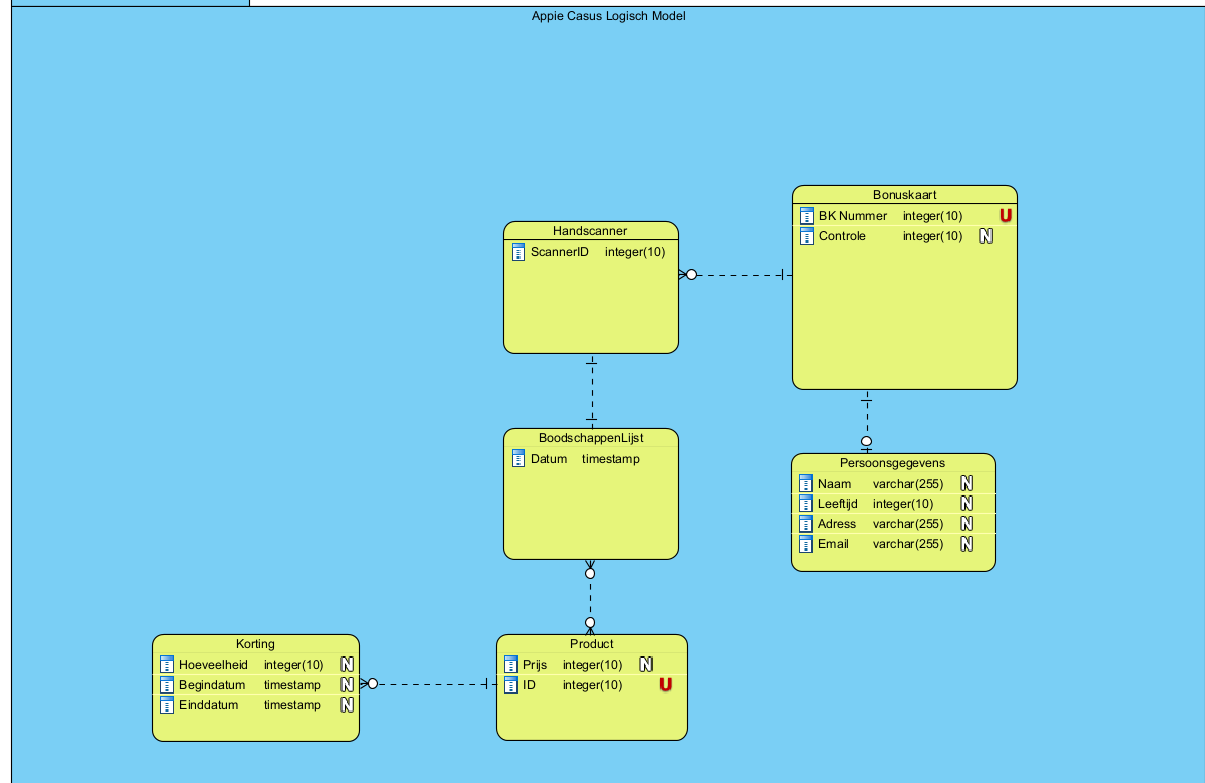 Appie Casus Logisch Model
Bonuskaart
BK Nummer integer(10) U
Controle integer(10) N
Handscanner
ScannerID integer(10)
BoodschappenLijst
Datum timestamp
Persoonsgegevens
Naam varchar(255) N
Leeftijd integer(10) N
Adress varchar(255) N
Email varchar(255) N
Korting
Hoeveelheid integer(10) N
Begindatum timestamp N
Einddatum timestamp N
Product
Prijs integer(10) N
ID integer(10) U